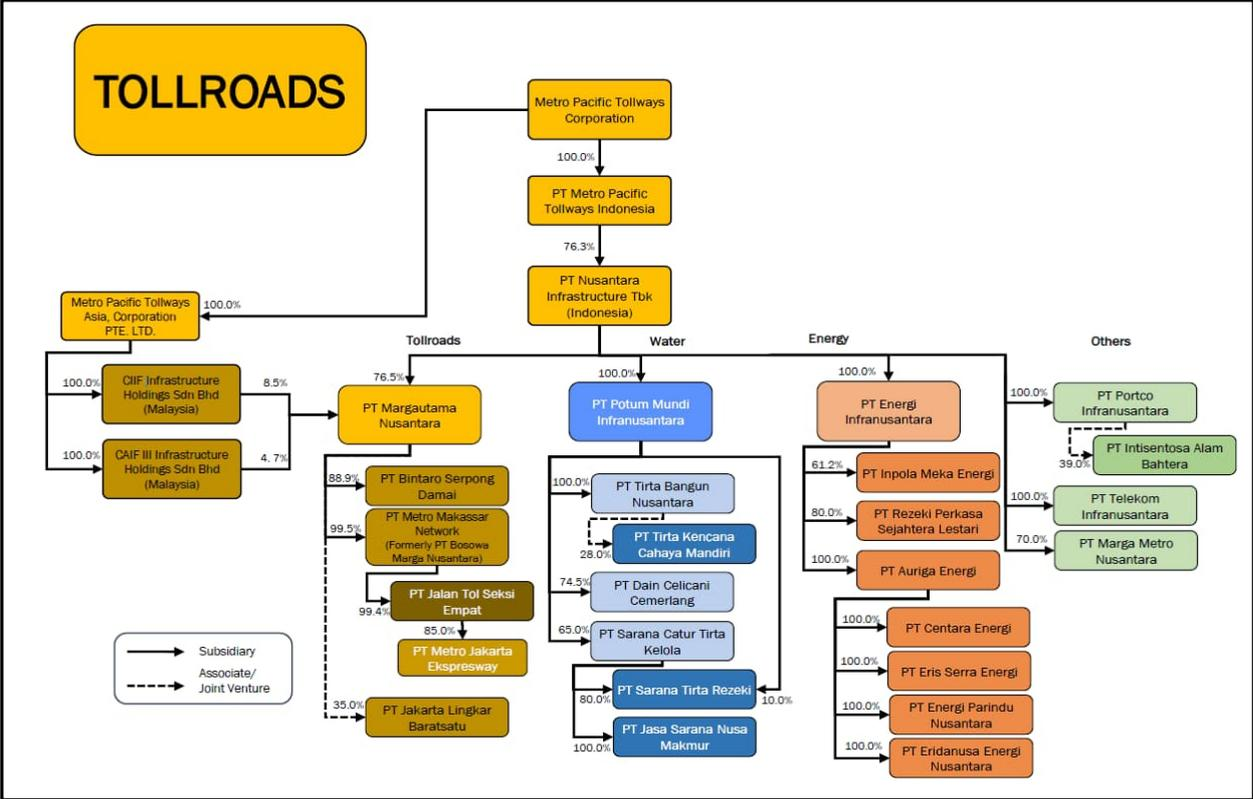 TOLLROADS
Metro Pacific Tollways
Corporation
100.0%
PT Metro Pacific
Tollways Indonesia
76.3%
PT Nusantara
Infrastructure Tbk
(Indonesia)
Metro Pacific Tollways
Asia, Corporation
PTE. LTD.
100.0%
100.0%
CIIF Infrastructure
Holdings Sdn Bhd
(Malaysia)
8.5%
100.0%
CAIF III Infrastructure
Holdings Sdn Bhd
(Malaysia)
4. 7%
Tollroads
76.5%
PT Margautama
Nusantara
88.9%
PT Bintaro Serpong
Damai
99.5%
PT Metro Makassar
Network
(Formerly PT Bosowa
Marga Nusantara)
99.4%
PT Jalan Tol Seksi
Empat
85.0%
PT Metro Jakarta
Ekspresway
35.0%
PT Jakarta Lingkar
Baratsatu
Water
100.0%
PT Potum Mundi
Infranusantara
100.0%
PT Tirta Bangun
Nusantara
28.0%
PT Tirta Kencana
Cahaya Mandiri
74.5%
PT Dain Celicani
Cemerlang
65.0%
PT Sarana Catur Tirta
Kelola
80.0%
PT Sarana Tirta Rezeki
10.0%
100.0%
PT Jasa Sarana Nusa
Makmur
Energy
100.0%
PT Energi
Infranusantara
61.2%
PT Inpola Meka Energi
80.0%
PT Rezeki Perkasa
Sejahtera Lestari
100.0%
PT Auriga Energi
100.0%
PT Centara Energi
100.0%
PT Eris Serra Energi
100.0%
PT Energi Parindu
Nusantara
100.0%
PT Eridanusa Energi
Nusantara
Others
100.0%
PT Portco
Infranusantara
39.0%
PT Intisentosa Alam
Bahtera
100.0%
PT Telekom
Infranusantara
70.0%
PT Marga Metro
Nusantara
Subsidiary
Associate/
Joint Venture